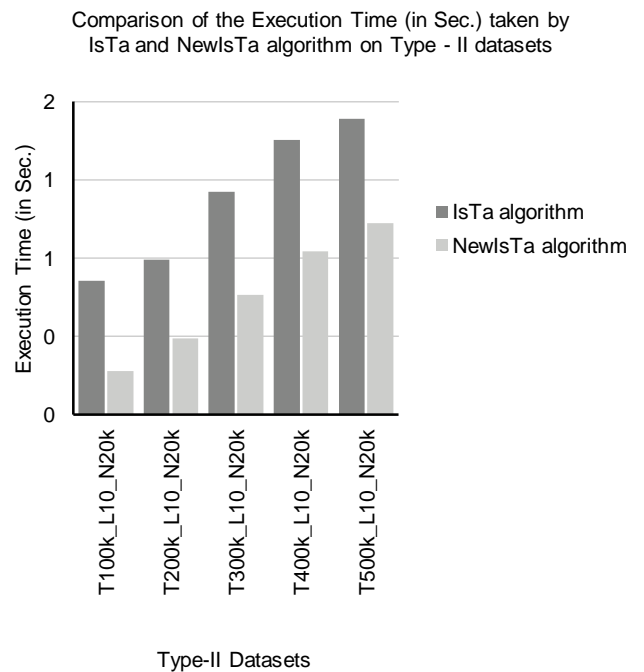 Comparison of the Execution Time (in Sec.) taken by
IsTa and NewIsTa algorithm on Type - II datasets
Execution Time (in Sec.)
2
1
1
0
0
IsTa algorithm
NewIsTa algorithm
T100k_L10_N20k
T200k_L10_N20k
T300k_L10_N20k
T400k_L10_N20k
T500k_L10_N20k
Type-II Datasets